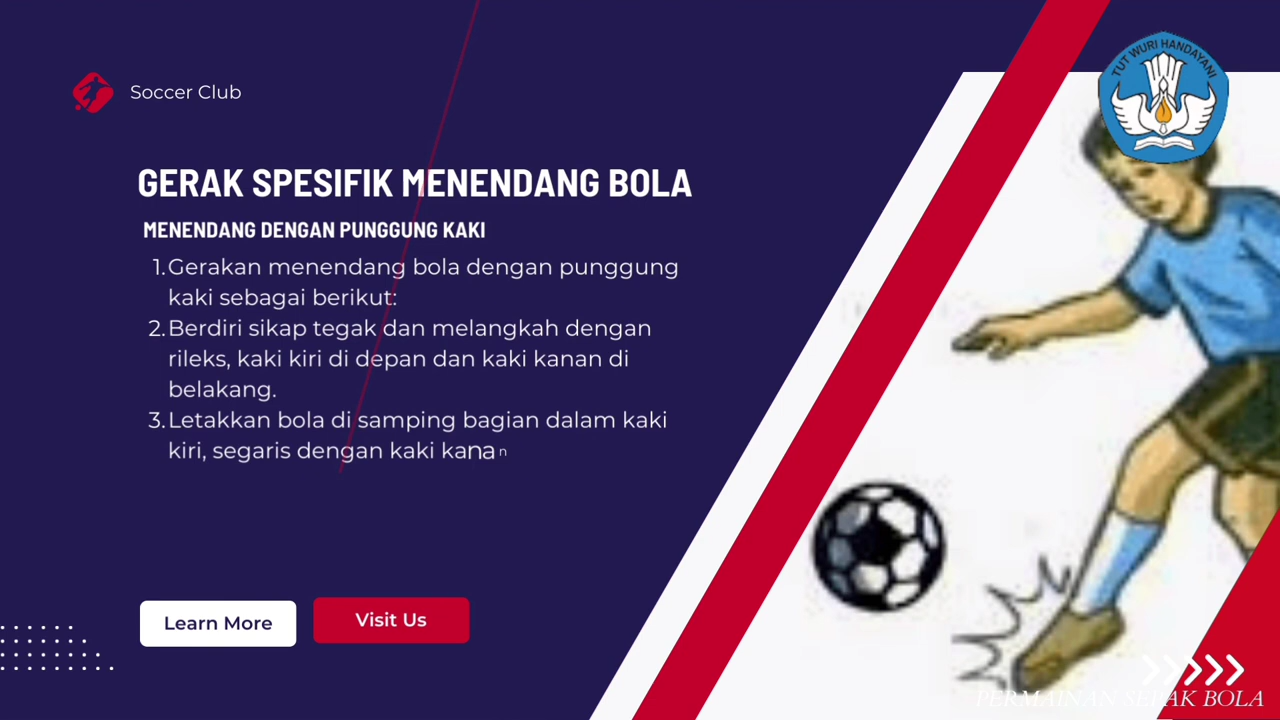 TUT WURI HANDAYANI
Soccer Club
GERAK SPESIFIK MENENDANG BOLA
MENENDANG DENGAN PUNGGUNG KAKI
1. Gerakan menendang bola dengan punggung
kaki sebagai berikut:
2. Berdiri sikap tegak dan melangkah dengan
rileks, kaki kiri di depan dan kaki kanan di
belakang.
3. Letakkan bola di samping bagian dalam kaki
kiri, segaris dengan kaki kanan
Learn More
Visit Us
PERMAINAN SEPAK BOLA